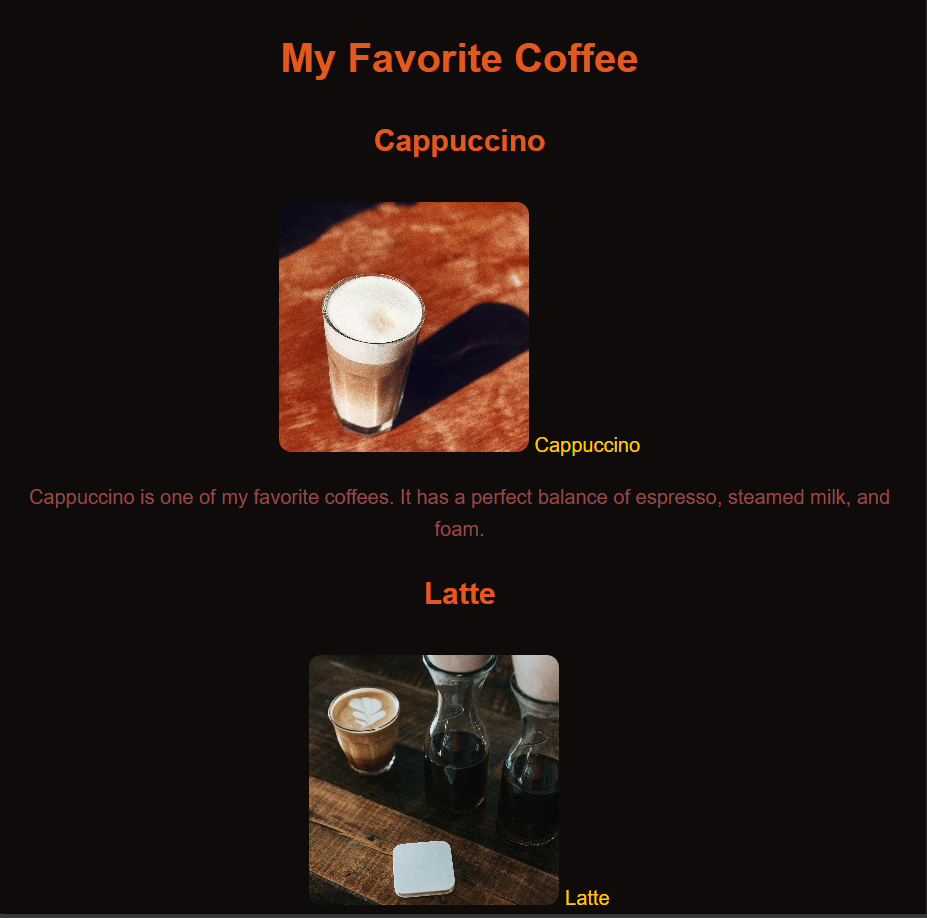 My Favorite Coffee
Cappuccino
Cappuccino
Cappuccino is one of my favorite coffees. It has a perfect balance of espresso, steamed milk, and
foam.
Latte
Latte